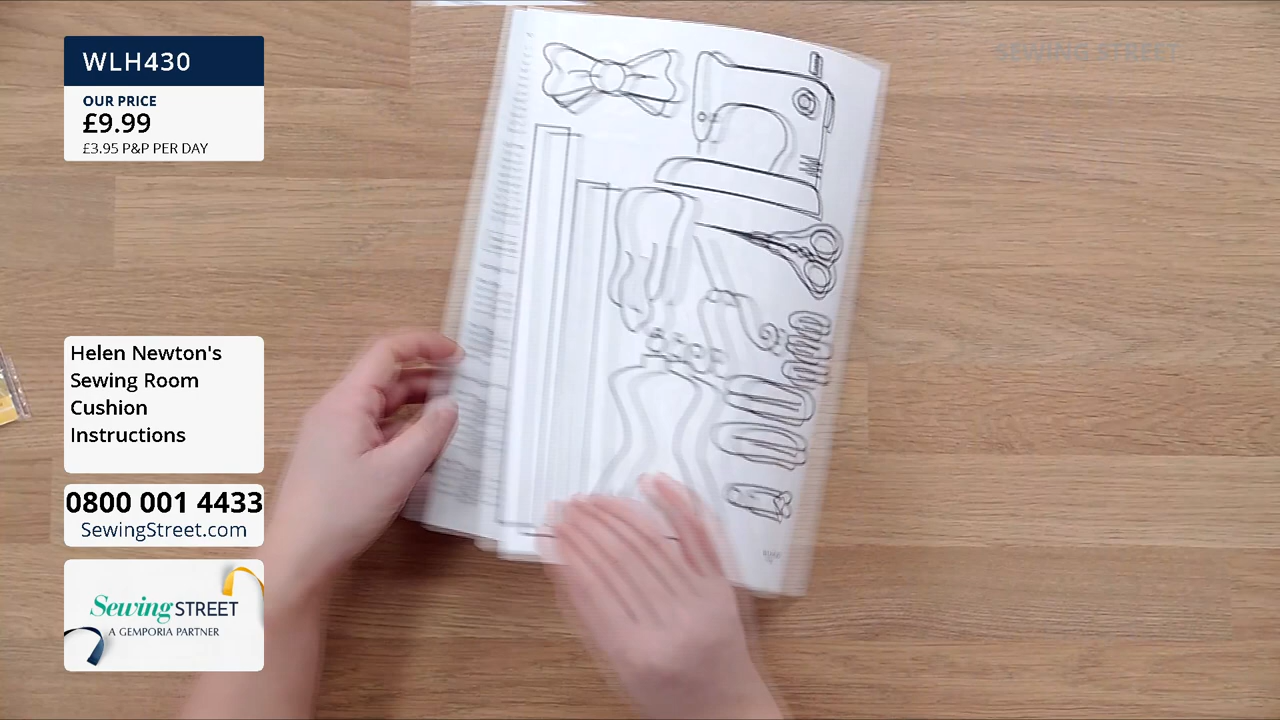 WLH430
OUR PRICE
£9.99
£3.95 P&P PER DAY
Helen Newton's
Sewing Room
Cushion
Instructions
0800 001 4433
SewingStreet.com
Sewing STREET
A GEMPORIA PARTNER
SEWING STREET